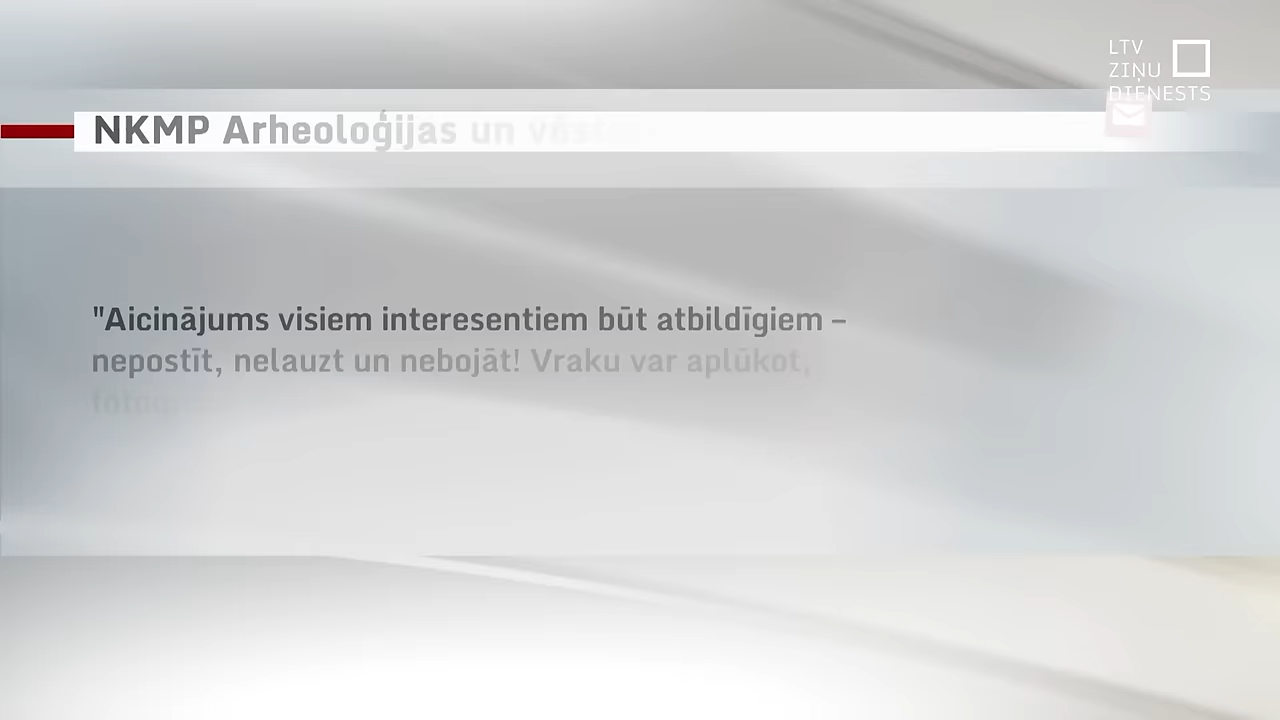 LTV
ZIŅU
DIENESTS
NKMP Arheoloģijas un
"Aicinājums visiem interesentiem būt atbildīgiem –
nepostīt, nelauzt un nebojāt! Vraku var aplūkot,